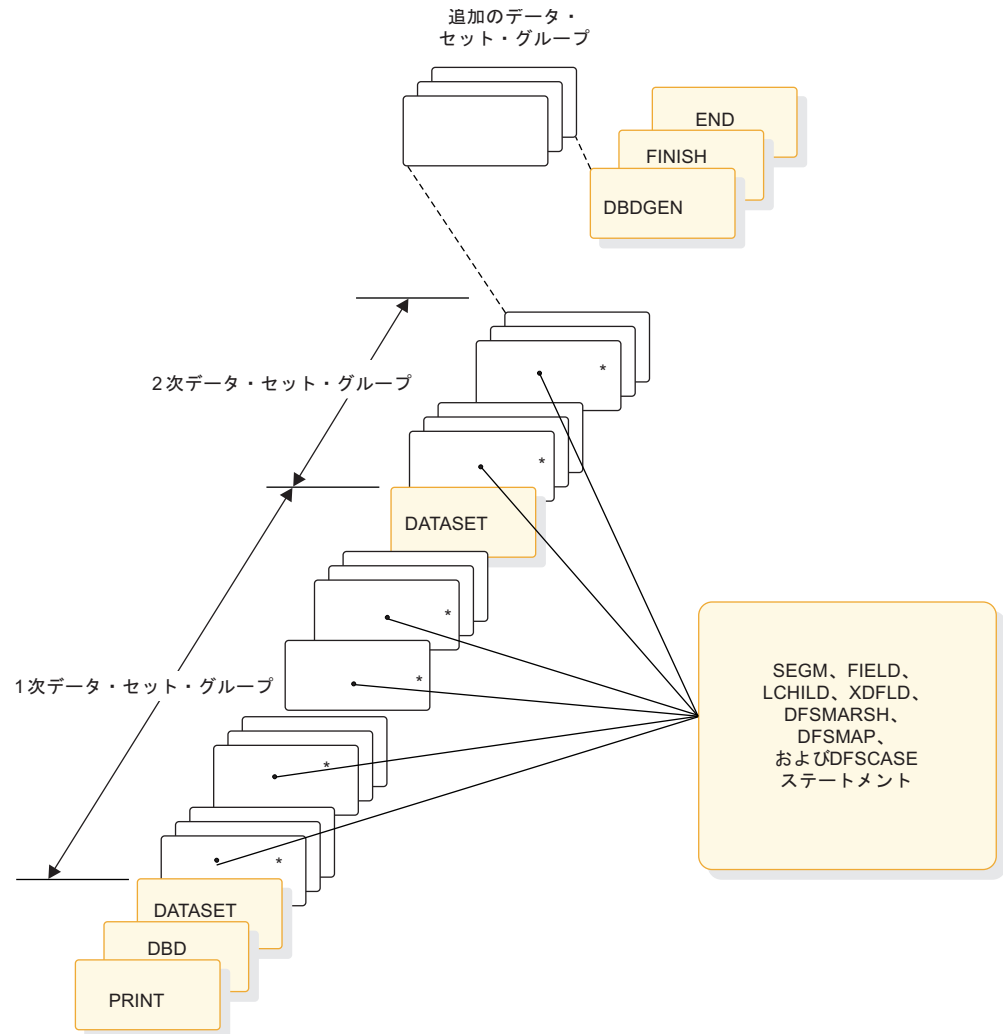 追加のデータ・
セット・グループ
END
FINISH
DBDGEN
2次データ・セット・グループ
*
*
DATASET
*
*
1次データ・セット・グループ
SEGM、FIELD、
LCHILD、XDFLD、
DFSMARSH、
DFSMAP、
およびDFSCASE
ステートメント
*
*
DATASET
DBD
PRINT